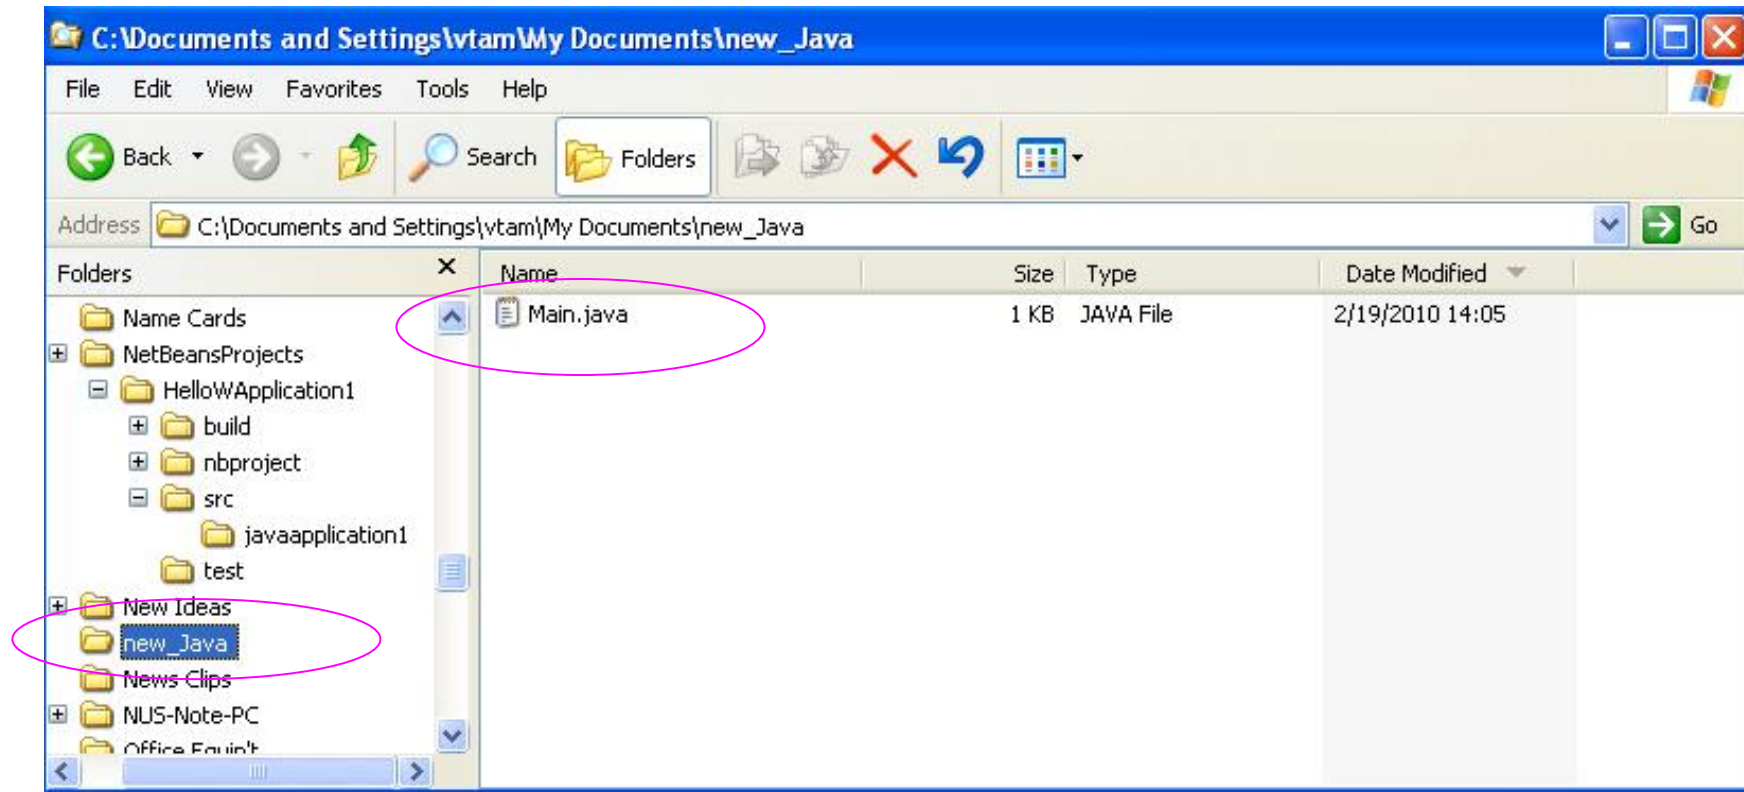 C:\Documents and Settings\vtam\My Documents\new_Java
File Edit View Favorites Tools Help
Back Search Folders
Address C:\Documents and Settings\vtam\My Documents\new_Java Go
Folders
Name Size Type Date Modified
Name Cards
NetBeansProjects
HelloWApplication1
build
nbproject
src
javaapplication1
test
New Ideas
new_Java
News Clips
NUS-Note-PC
Office Equip't
Main.java 1 KB JAVA File 2/19/2010 14:05